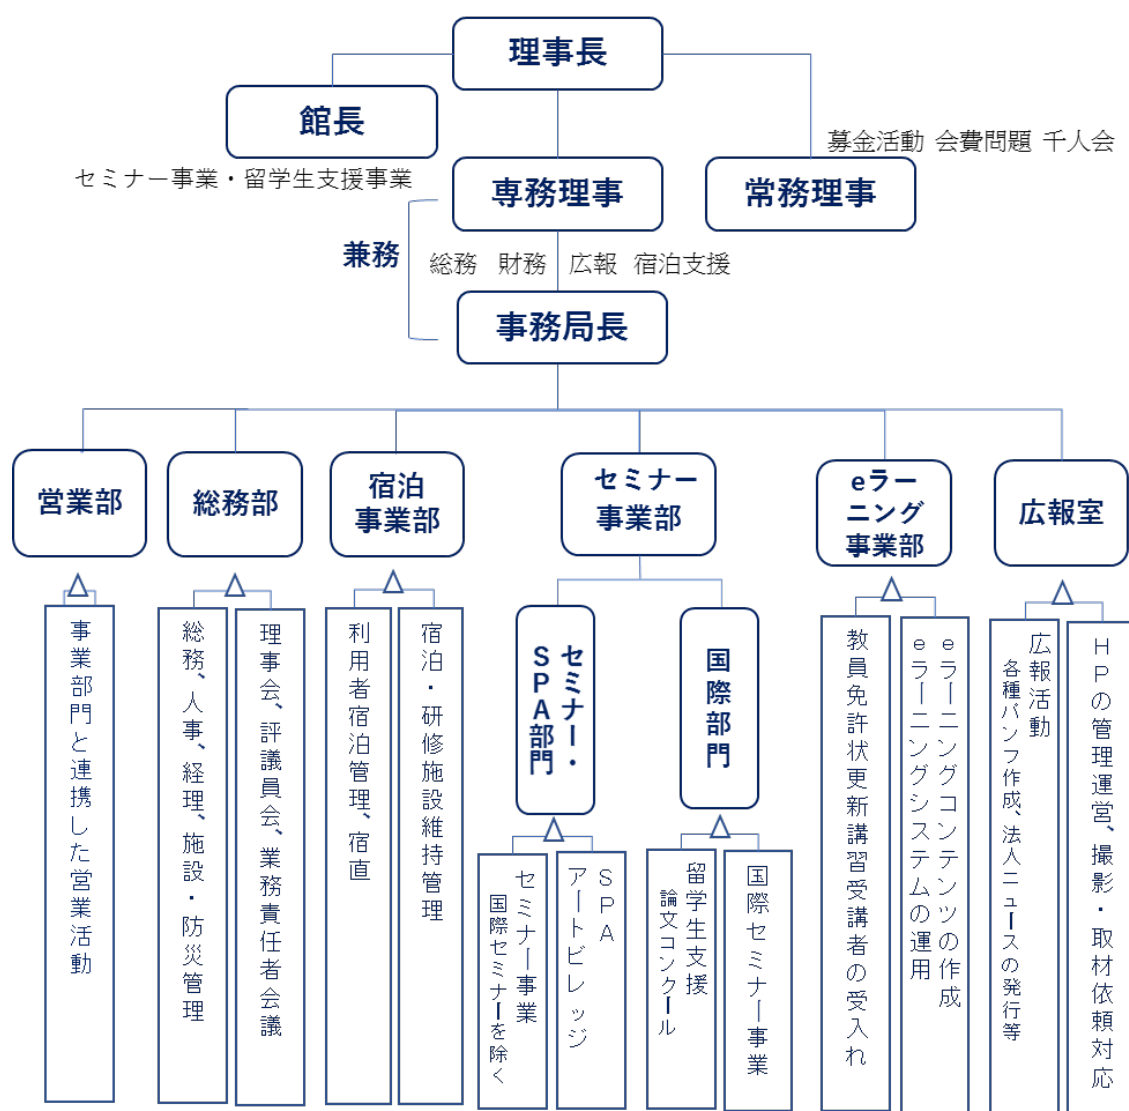 理事長
館長
セミナー事業・留学生支援事業
募金活動 会費問題 千人会
専務理事
常務理事
兼務
総務 財務 広報 宿泊支援
事務局長
営業部
総務部
宿泊
事業部
セミナー
事業部
eラー
ニング
事業部
広報室
事業部門と連携した営業活動
総務、人事、経理、施設・防災管理
理事会、評議員会、業務責任者会議
利用者宿泊管理、宿直
宿泊・研修施設維持管理
セミナー・
SPA部門
国際部門
セミナー事業
国際セミナーを除く
SPA
アートビレッジ
留学生支援
論文コンクール
国際セミナー事業
教員免許状更新講習受講者の受入れ
eラーニングコンテンツの作成
eラーニングシステムの運用
広報活動
各種パンフ作成、法人ニュースの発行等
HPの管理運営、撮影・取材依頼対応